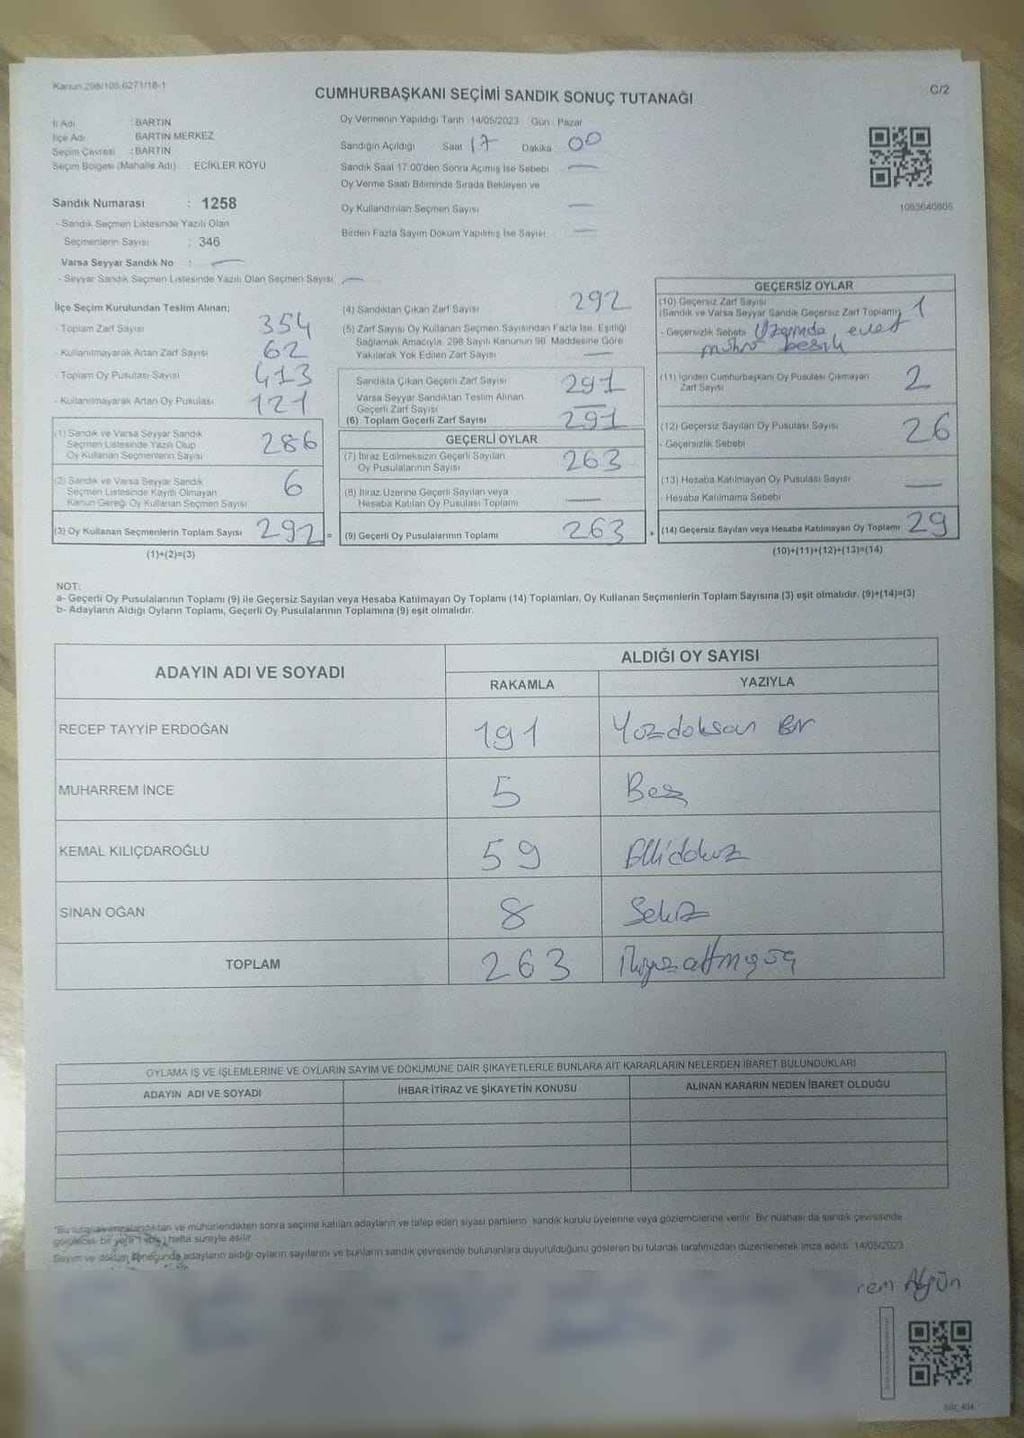 Kanun 298/105,6271/18-1
C/2
CUMHURBAŞKANI SEÇİMİ SANDIK SONUÇ TUTANAĞI
İl Adı : BARTIN
İlçe Adı BARTIN MERKEZ
Seçim Çevresi : BARTIN
Seçim Bölgesi (Mahalle Adı) : ECİKLER KÖYÜ
Oy Vermenin Yapıldığı Tarih : 14/05/2023 Gün : Pazar
Sandığın Açıldığı Saat 17 Dakika 00
Sandık Saat 17:00'den Sonra Açılmış İse Sebebi
Oy Verme Saati Bitiminde Sırada Bekleyen ve
Oy Kullandırılan Seçmen Sayısı
Birden Fazla Sayım Döküm Yapılmış İse Sayısı
1083640805
Sandık Numarası : 1258
- Sandık Seçmen Listesinde Yazılı Olan
Seçmenlerin Sayısı : 346
Varsa Seyyar Sandık No :
- Seyyar Sandık Seçmen Listesinde Yazılı Olan Seçmen Sayısı
İlçe Seçim Kurulundan Teslim Alınan;
- Toplam Zarf Sayısı 354
- Kullanılmayarak Artan Zarf Sayısı 62
- Toplam Oy Pusulası Sayısı 413
- Kullanılmayarak Artan Oy Pusulası 121
(1) Sandık ve Varsa Seyyar Sandık
Seçmen Listesinde Yazılı Olup
Oy Kullanan Seçmenlerin Sayısı 286
(2) Sandık ve Varsa Seyyar Sandık
Seçmen Listesinde Kayıtlı Olmayan
Kanun Gereği Oy Kullanan Seçmen Sayısı 6
(3) Oy Kullanan Seçmenlerin Toplam Sayısı 292 =
(1)+(2)=(3)
(4) Sandıktan Çıkan Zarf Sayısı 292
(5) Zarf Sayısı Oy Kullanan Seçmen Sayısından Fazla İse, Eşitliği
Sağlamak Amacıyla, 298 Sayılı Kanunun 98. Maddesine Göre
Yakılarak Yok Edilen Zarf Sayısı
Sandıkta Çıkan Geçerli Zarf Sayısı 291
Varsa Seyyar Sandıktan Teslim Alınan
Geçerli Zarf Sayısı
(6) Toplam Geçerli Zarf Sayısı 291
GEÇERLİ OYLAR
(7) İtiraz Edilmeksizin Geçerli Sayılan
Oy Pusulalarının Sayısı 263
(8) İtiraz Üzerine Geçerli Sayılan veya
Hesaba Katılan Oy Pusulası Toplamı
(9) Geçerli Oy Pusulalarının Toplamı 263 +
GEÇERSİZ OYLAR
(10) Geçersiz Zarf Sayısı
(Sandık ve Varsa Seyyar Sandık Geçersiz Zarf Toplamı) 1
- Geçersizlik Sebebi Üzerinde evet
mührü basılı
(11) İçinden Cumhurbaşkanı Oy Pusulası Çıkmayan
Zarf Sayısı 2
(12) Geçersiz Sayılan Oy Pusulası Sayısı 26
- Geçersizlik Sebebi
(13) Hesaba Katılmayan Oy Pusulası Sayısı
- Hesaba Katılmama Sebebi
(14) Geçersiz Sayılan veya Hesaba Katılmayan Oy Toplamı 29
(10)+(11)+(12)+(13)=(14)
NOT:
a- Geçerli Oy Pusulalarının Toplamı (9) ile Geçersiz Sayılan veya Hesaba Katılmayan Oy Toplamı (14) Toplamları, Oy Kullanan Seçmenlerin Toplam Sayısına (3) eşit olmalıdır. (9)+(14)=(3)
b- Adayların Aldığı Oyların Toplamı, Geçerli Oy Pusulalarının Toplamına (9) eşit olmalıdır.
ADAYIN ADI VE SOYADI
ALDIĞI OY SAYISI
RAKAMLA YAZIYLA
RECEP TAYYİP ERDOĞAN 191 Yüzdoksan Bir
MUHARREM İNCE 5 Beş
KEMAL KILIÇDAROĞLU 59 Ellidokuz
SİNAN OĞAN 8 Sekiz
TOPLAM 263 İkiyüzaltmışüç
OYLAMA İŞ VE İŞLEMLERİNE VE OYLARIN SAYIM VE DÖKÜMÜNE DAİR ŞİKAYETLERLE BUNLARA AİT KARARLARIN NELERDEN İBARET BULUNDUKLARI
ADAYIN ADI VE SOYADI İHBAR İTİRAZ VE ŞİKAYETİN KONUSU ALINAN KARARIN NEDEN İBARET OLDUĞU
ve mühürlendikten sonra seçime katılan adayların ve talep eden siyasi partilerin sandık kurulu üyelerine veya gözlemcilerine verilir. Bir nüshası da sandık çevresinde
hafta süreyle asılır.
Sayım ve döküm sonucunda adayların aldığı oyların sayılarını ve bunların sandık çevresinde bulunanlara duyurulduğunu gösteren bu tutanak tarafımızdan düzenlenerek imza edildi. 14/05/2023
rem Akgün